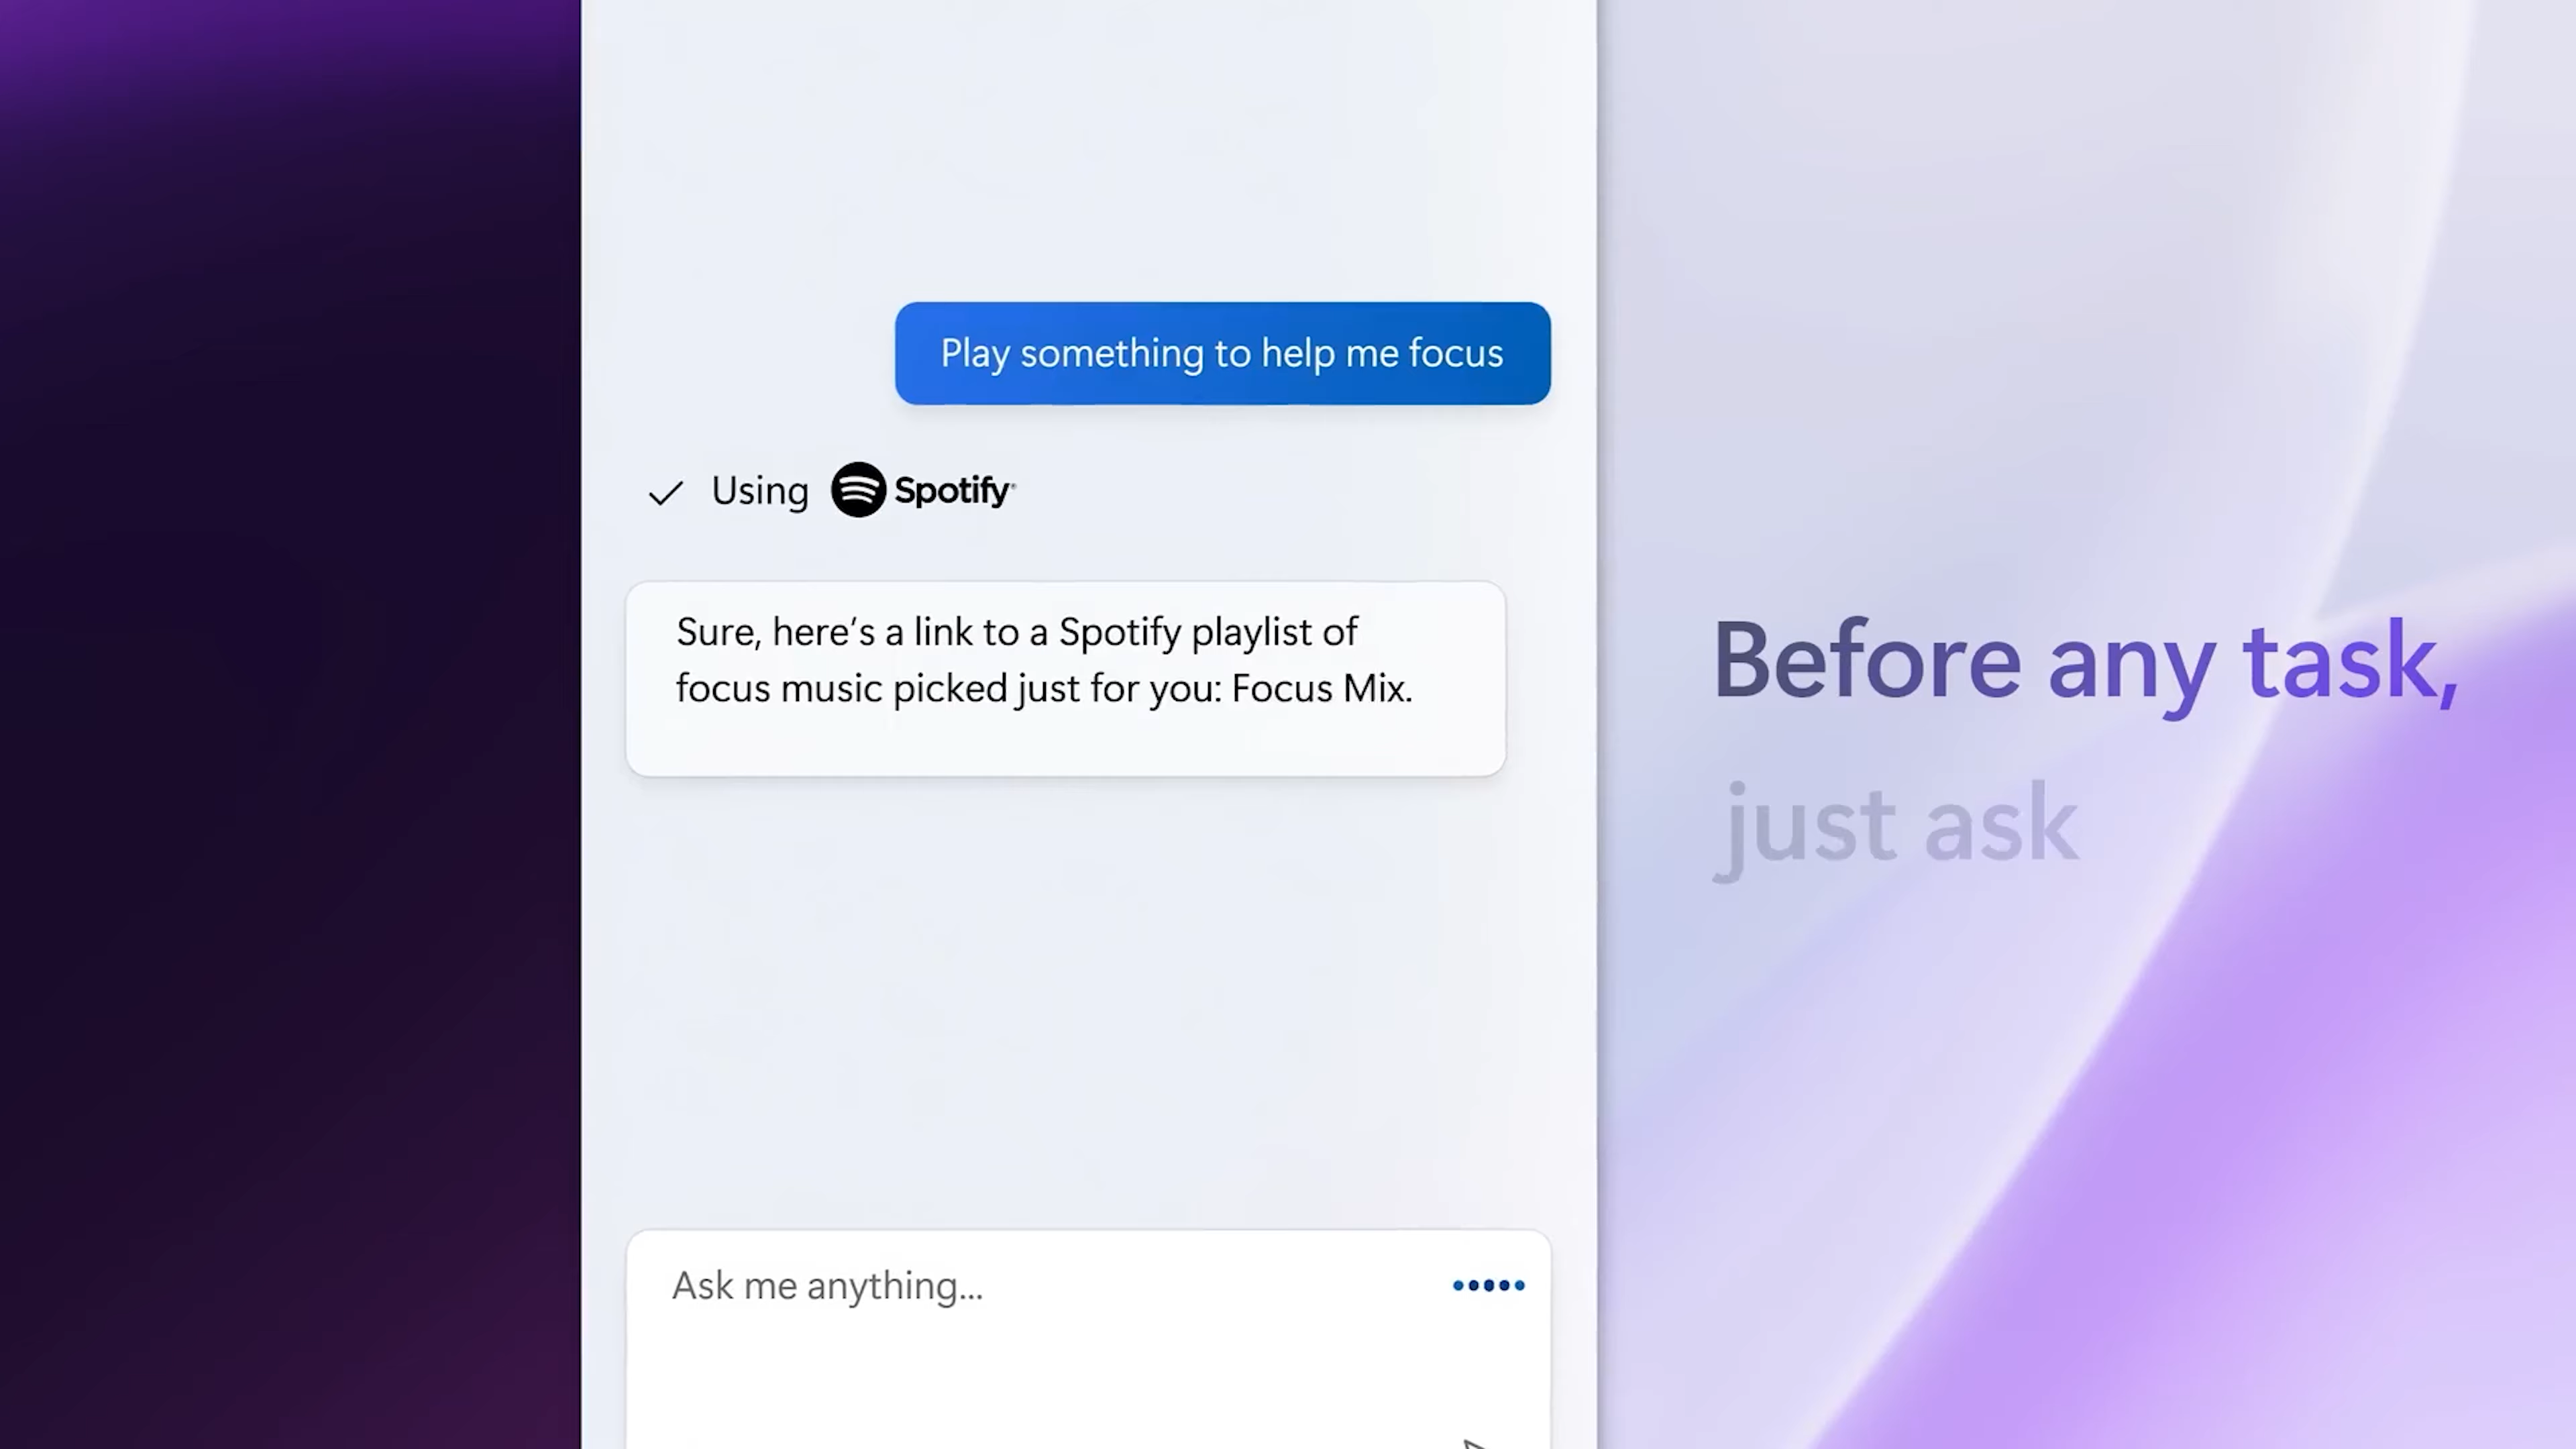 Play something to help me focus
Using Spotify
Sure, here's a link to a Spotify playlist of
focus music picked just for you: Focus Mix.
Ask me anything...
Before any task,
just ask